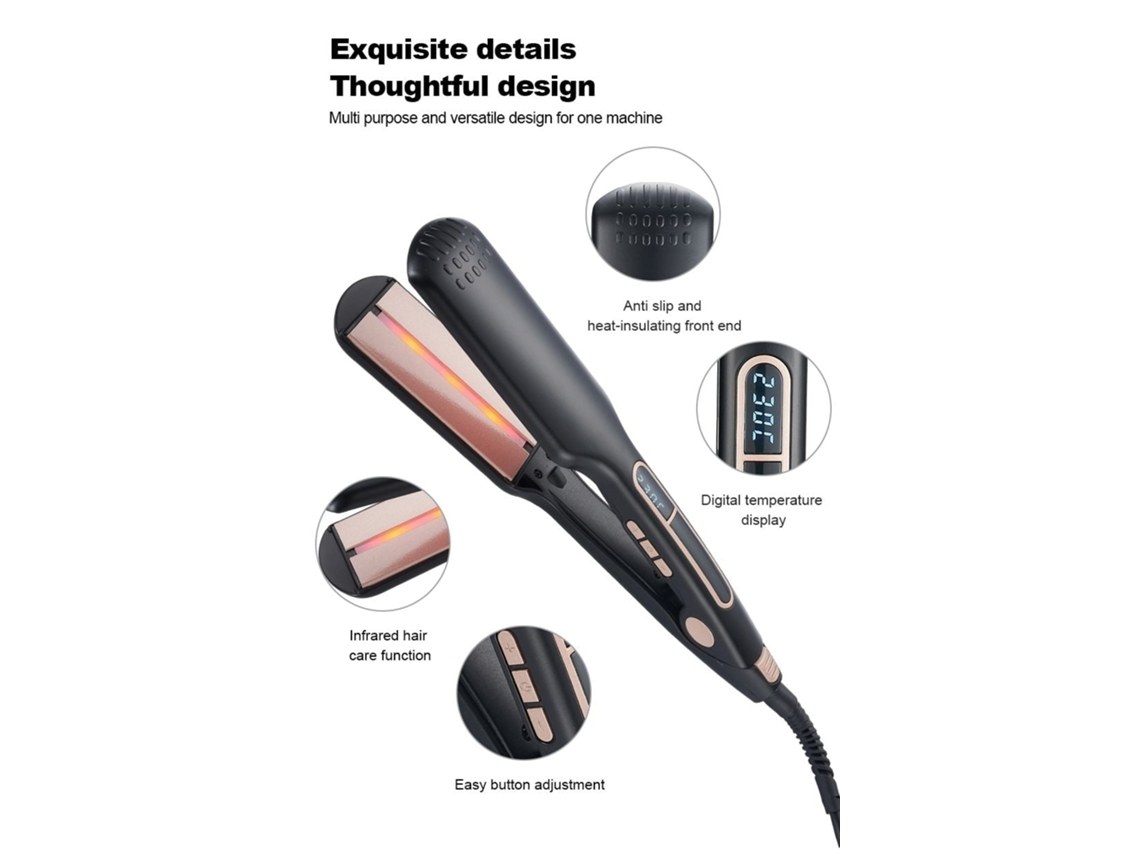 Exquisite details
Thoughtful design
Multi purpose and versatile design for one machine
Anti slip and
heat-insulating front end
230C
Digital temperature
display
Infrared hair
care function
Easy button adjustment